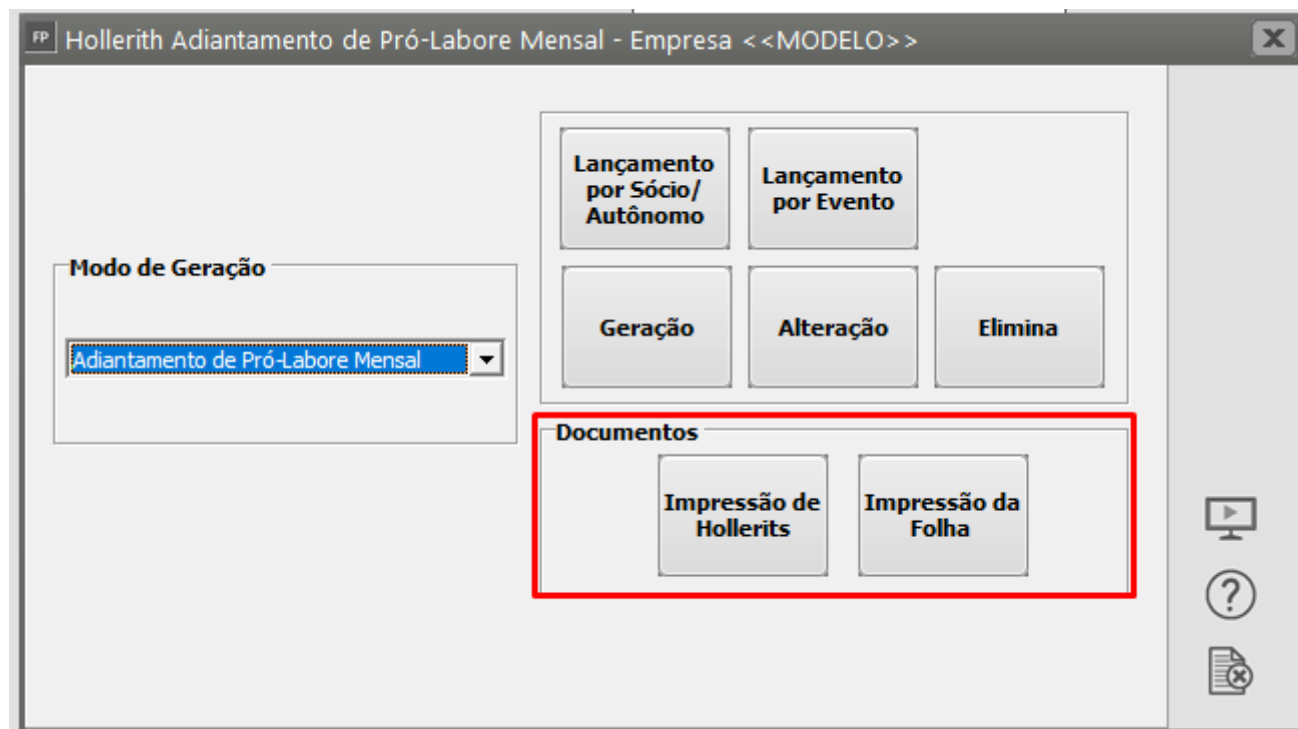 FP Hollerith Adiantamento de Pró-Labore Mensal - Empresa <<MODELO>>
Lançamento
por Sócio/
Autônomo
Lançamento
por Evento
Modo de Geração
Adiantamento de Pró-Labore Mensal
Geração
Alteração
Elimina
Documentos
Impressão de
Hollerits
Impressão da
Folha
?